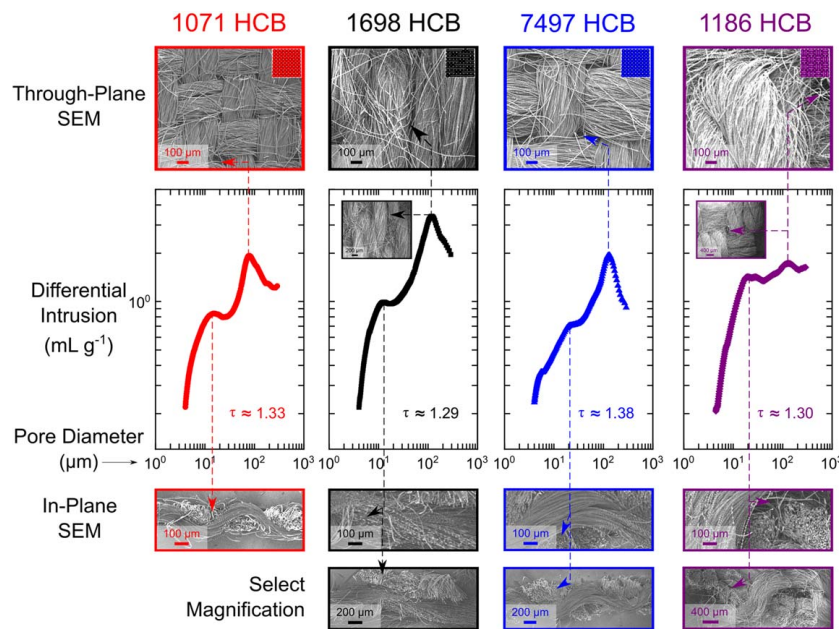 1071 HCB
1698 HCB
7497 HCB
1186 HCB
Through-Plane
SEM
100 µm
100 µm
100 µm
100 µm
Differential
Intrusion
(mL g⁻¹)
10⁰
200 µm
400 µm
τ ≈ 1.33
τ ≈ 1.29
τ ≈ 1.38
τ ≈ 1.30
Pore Diameter
(µm)
10⁰ 10¹ 10² 10³
10⁰ 10¹ 10² 10³
10⁰ 10¹ 10² 10³
10⁰ 10¹ 10² 10³
In-Plane
SEM
100 µm
100 µm
100 µm
100 µm
Select
Magnification
200 µm
200 µm
400 µm